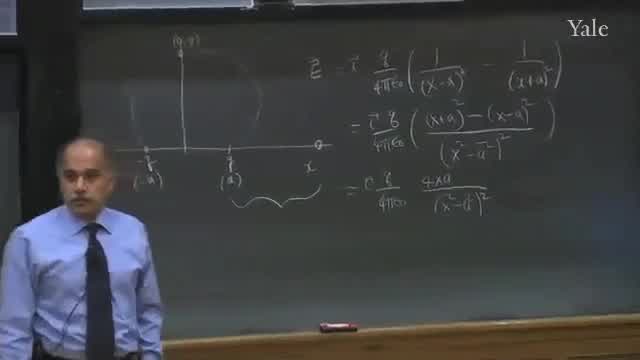 Yale
(0, y)
E = i q/4πε₀ ( 1/(x-a)² - 1/(x+a)² )
= i q/4πε₀ ( (x+a)² - (x-a)² / (x² - a²)² )
= i q/4πε₀ 4xa/(x² - a²)²
-q q x
(-a) (a)